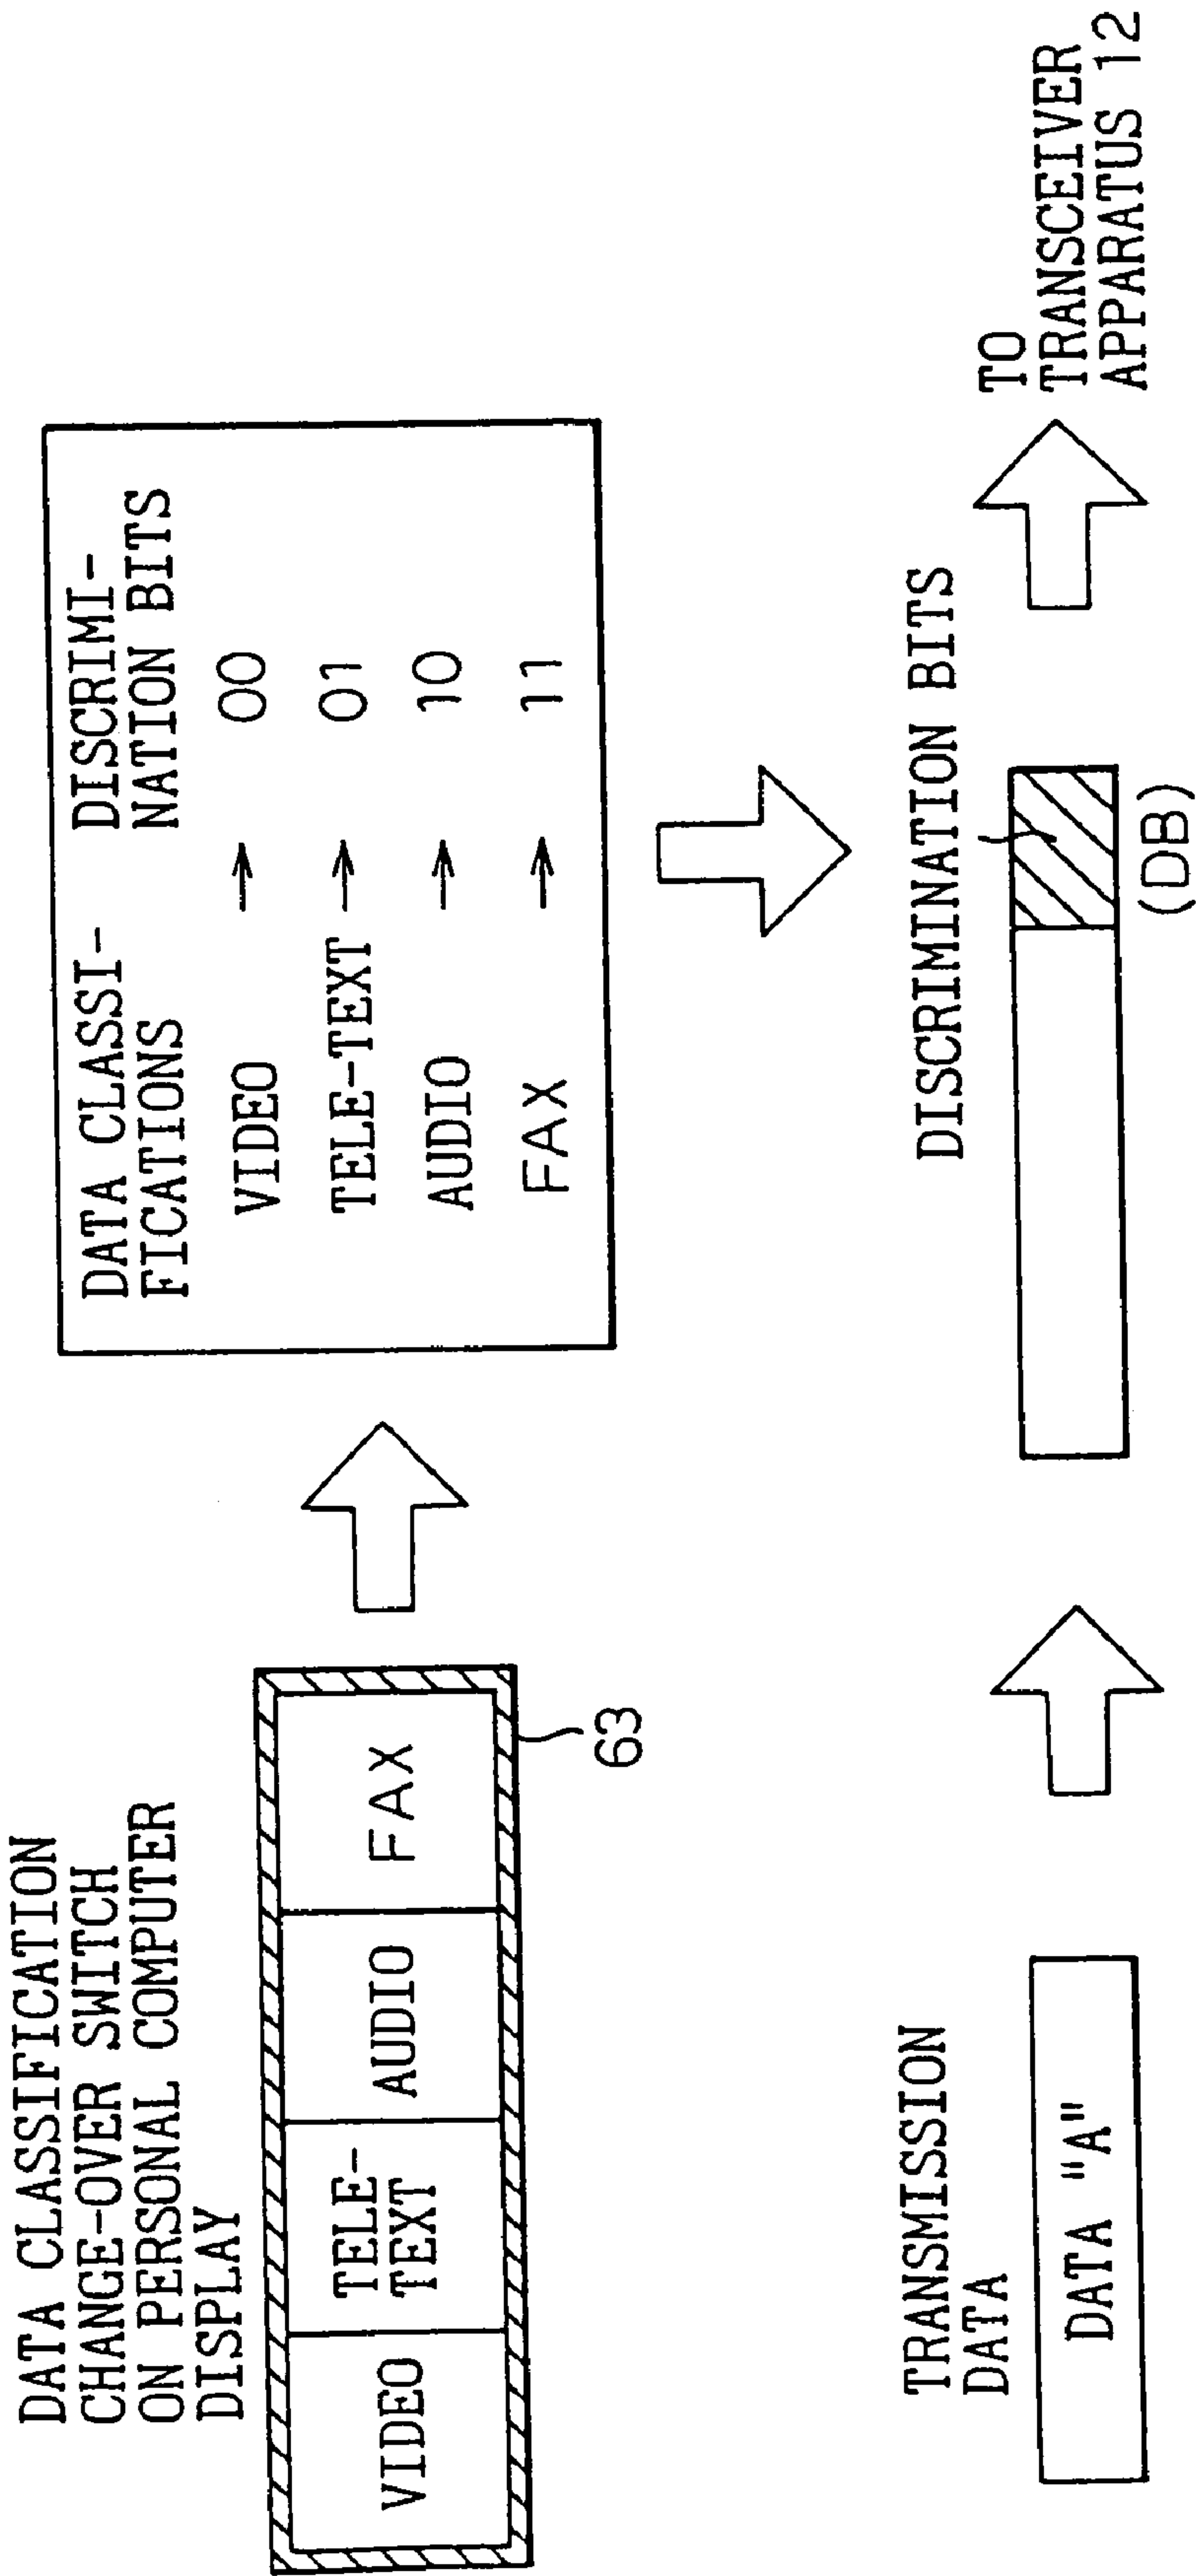 DATA CLASSIFICATION
CHANGE-OVER SWITCH
ON PERSONAL COMPUTER
DISPLAY
VIDEO
TELE-
TEXT
AUDIO
FAX
63
DATA CLASSI-
FICATIONS
DISCRIMI-
NATION BITS
VIDEO → 00
TELE-TEXT → 01
AUDIO → 10
FAX → 11
TRANSMISSION
DATA
DATA "A"
DISCRIMINATION BITS
(DB)
TO
TRANSCEIVER
APPARATUS 12